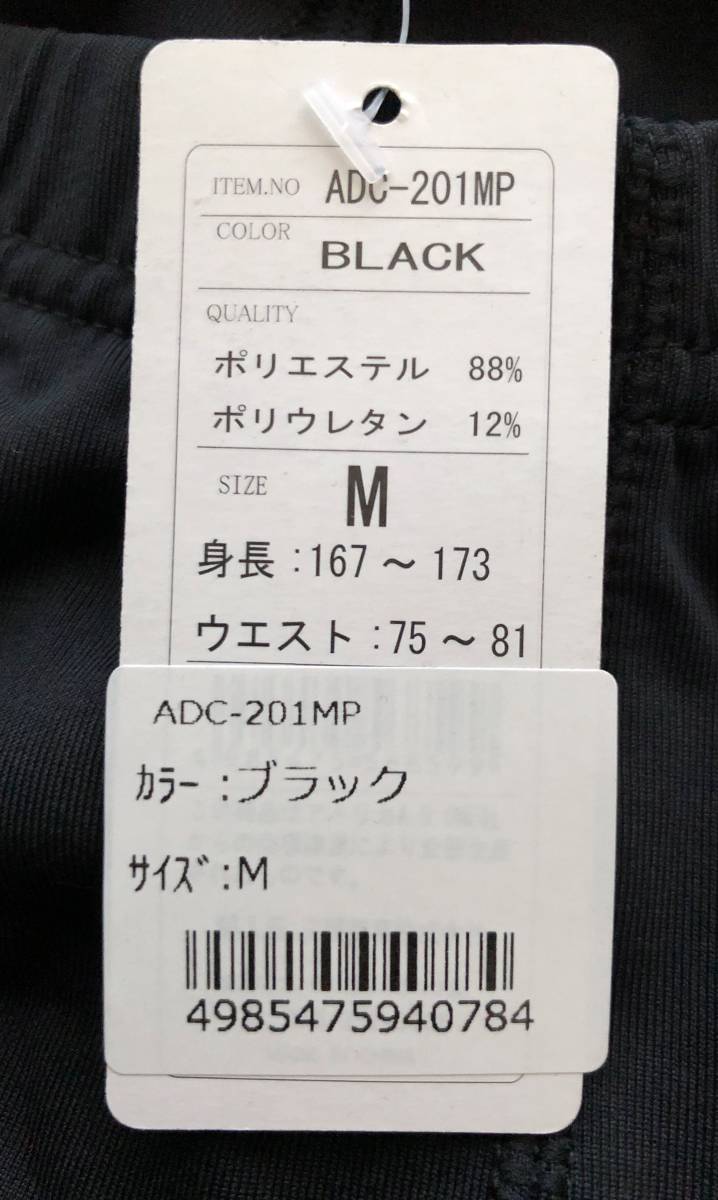 ITEM.NO ADC-201MP
COLOR BLACK
QUALITY
ポリエステル 88%
ポリウレタン 12%
SIZE M
身長:167～173
ウエスト:75～81
ADC-201MP
ｶﾗｰ:ブラック
ｻｲｽﾞ:M
4985475940784